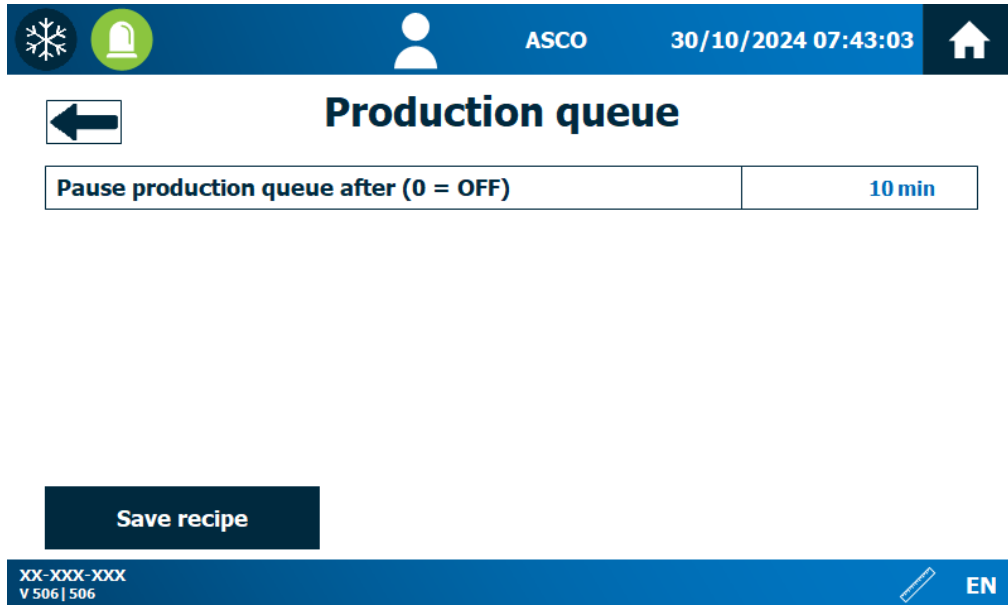 ASCO 30/10/2024 07:43:03
Production queue
Pause production queue after (0 = OFF) 10 min
Save recipe
XX-XXX-XXX
V 506 | 506
EN